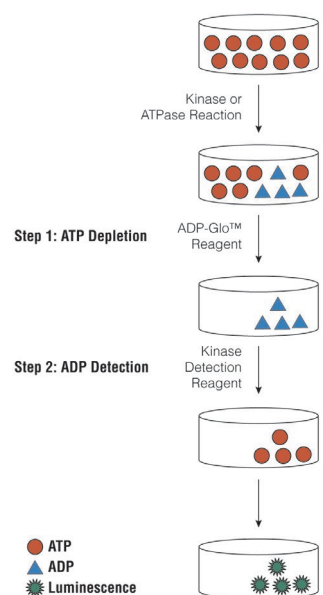 Kinase or
ATPase Reaction
Step 1: ATP Depletion
ADP-Glo™
Reagent
Step 2: ADP Detection
Kinase
Detection
Reagent
ATP
ADP
Luminescence